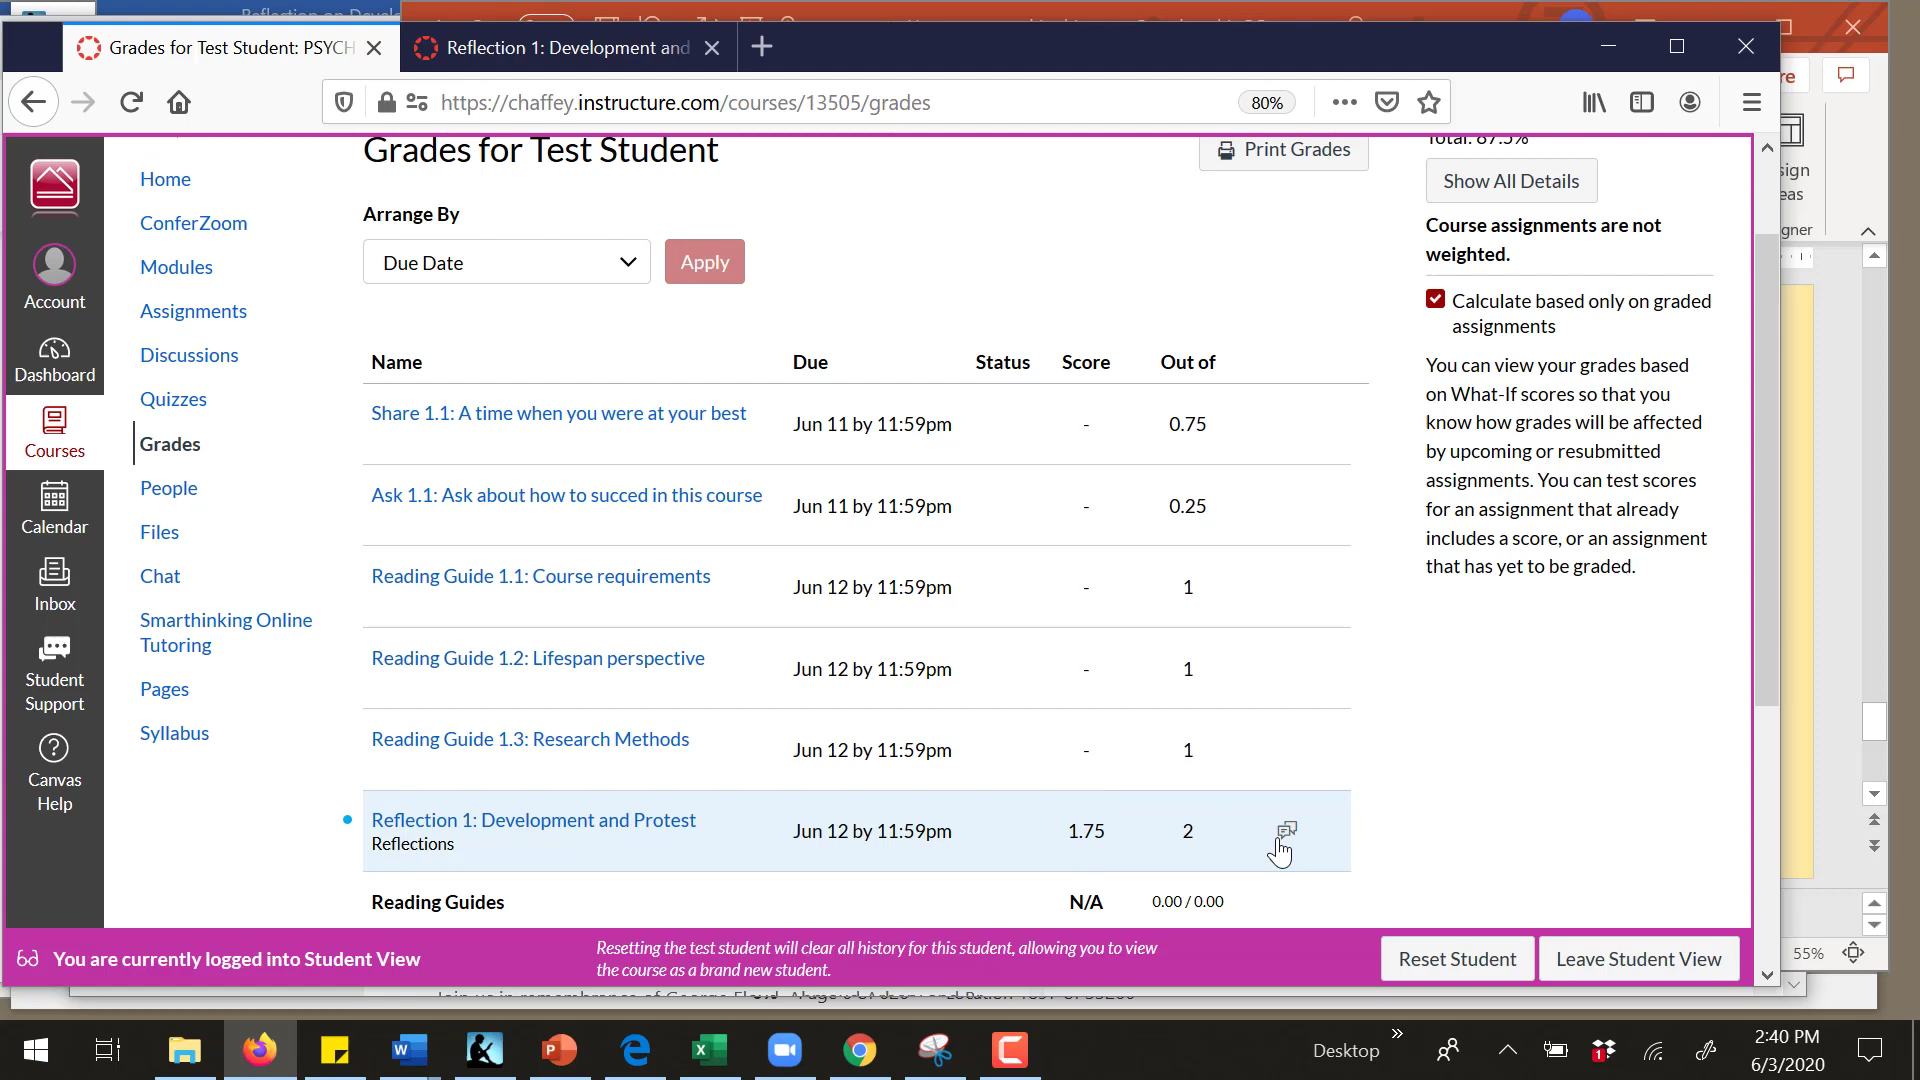 Reflection on Develo
Grades for Test Student: PSYCH
Reflection 1: Development and
https://chaffey.instructure.com/courses/13505/grades
80%
Account
Dashboard
Courses
Calendar
Inbox
Student
Support
Canvas
Help
Home
ConferZoom
Modules
Assignments
Discussions
Quizzes
Grades
People
Files
Chat
Smarthinking Online
Tutoring
Pages
Syllabus
Grades for Test Student
Print Grades
Arrange By
Due Date
Apply
Name Due Status Score Out of
Share 1.1: A time when you were at your best Jun 11 by 11:59pm - 0.75
Ask 1.1: Ask about how to succed in this course Jun 11 by 11:59pm - 0.25
Reading Guide 1.1: Course requirements Jun 12 by 11:59pm - 1
Reading Guide 1.2: Lifespan perspective Jun 12 by 11:59pm - 1
Reading Guide 1.3: Research Methods Jun 12 by 11:59pm - 1
Reflection 1: Development and Protest Jun 12 by 11:59pm 1.75 2
Reflections
Reading Guides N/A 0.00 / 0.00
Total: 87.5%
Show All Details
Course assignments are not
weighted.
Calculate based only on graded
assignments
You can view your grades based
on What-If scores so that you
know how grades will be affected
by upcoming or resubmitted
assignments. You can test scores
for an assignment that already
includes a score, or an assignment
that has yet to be graded.
re
sign
eas
gner
55%
You are currently logged into Student View
Resetting the test student will clear all history for this student, allowing you to view
the course as a brand new student.
Reset Student
Leave Student View
Desktop
1
2:40 PM
6/3/2020